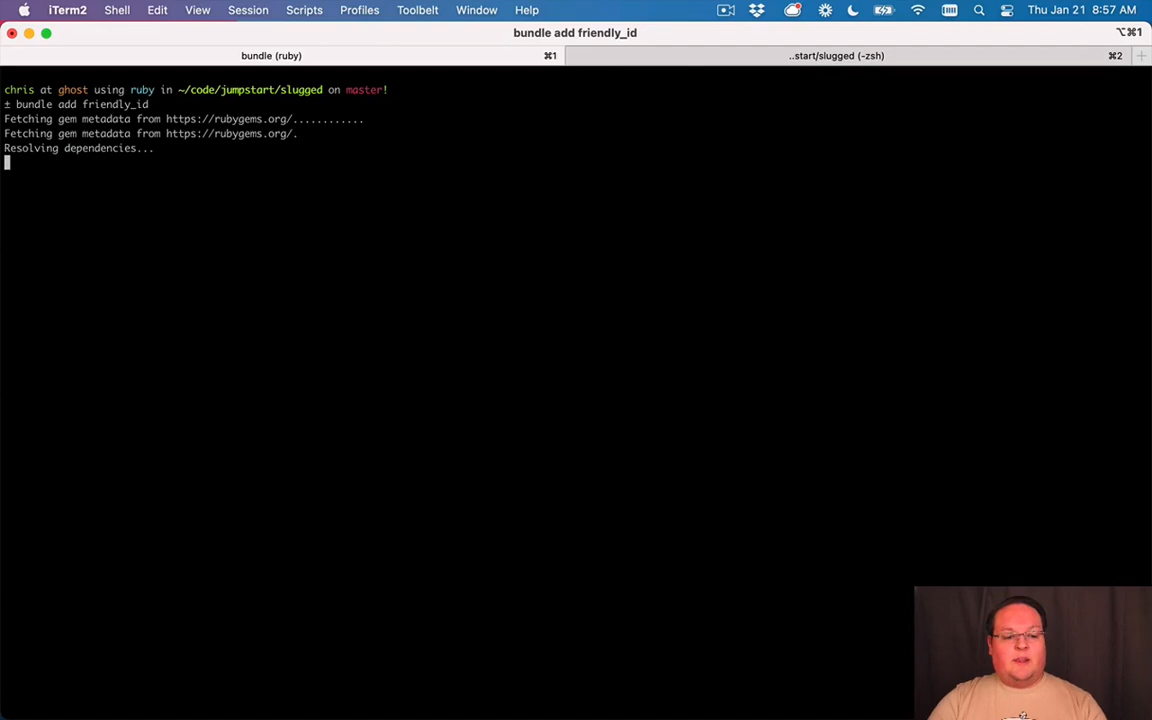 iTerm2 Shell Edit View Session Scripts Profiles Toolbelt Window Help Thu Jan 21 8:57 AM
bundle add friendly_id ⌥⌘1
bundle (ruby) ⌘1 ..start/slugged (-zsh) ⌘2
chris at ghost using ruby in ~/code/jumpstart/slugged on master!
± bundle add friendly_id
Fetching gem metadata from https://rubygems.org/............
Fetching gem metadata from https://rubygems.org/.
Resolving dependencies...